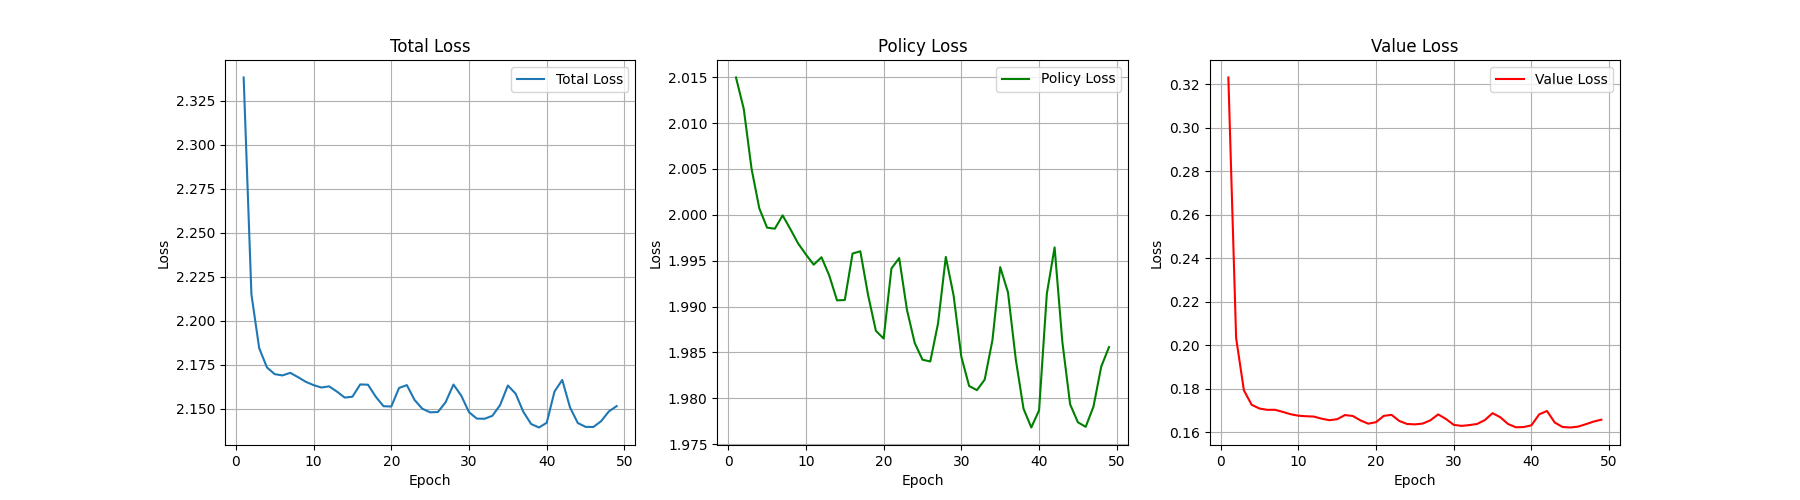 Total Loss
Total Loss
2.325
2.300
2.275
2.250
2.225
2.200
2.175
2.150
Loss
0 10 20 30 40 50
Epoch
Policy Loss
Policy Loss
2.015
2.010
2.005
2.000
1.995
1.990
1.985
1.980
1.975
Loss
0 10 20 30 40 50
Epoch
Value Loss
Value Loss
0.32
0.30
0.28
0.26
0.24
0.22
0.20
0.18
0.16
Loss
0 10 20 30 40 50
Epoch